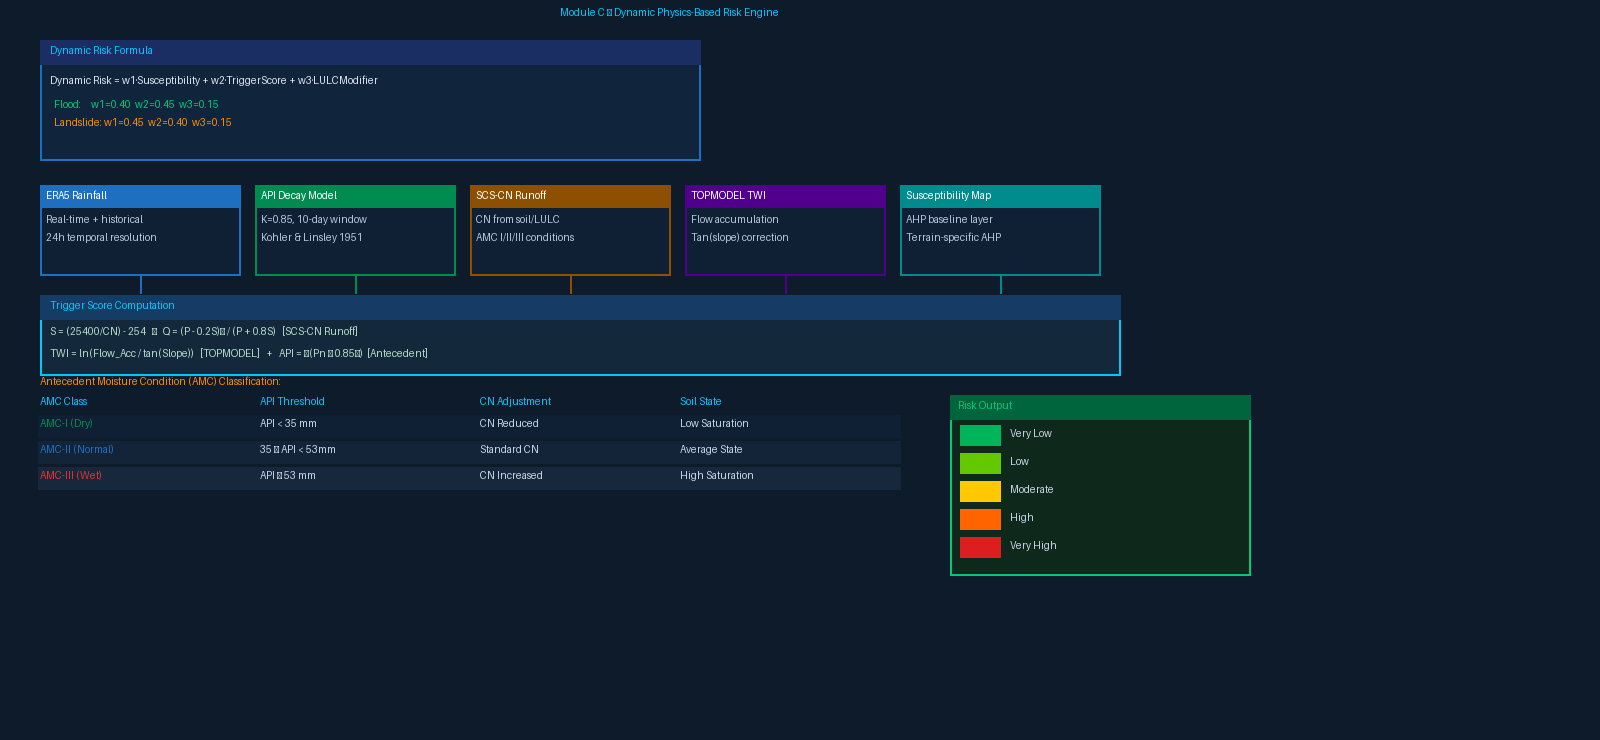 Module C ☒ Dynamic Physics-Based Risk Engine
Dynamic Risk Formula
Dynamic Risk = w1·Susceptibility + w2·TriggerScore + w3·LULCModifier
Flood: w1=0.40 w2=0.45 w3=0.15
Landslide: w1=0.45 w2=0.40 w3=0.15
ERA5 Rainfall
Real-time + historical
24h temporal resolution
API Decay Model
K=0.85, 10-day window
Kohler & Linsley 1951
SCS-CN Runoff
CN from soil/LULC
AMC I/II/III conditions
TOPMODEL TWI
Flow accumulation
Tan(slope) correction
Susceptibility Map
AHP baseline layer
Terrain-specific AHP
Trigger Score Computation
S = (25400/CN) - 254 ☒ Q = (P - 0.2S)☒ / (P + 0.8S) [SCS-CN Runoff]
TWI = ln(Flow_Acc / tan(Slope)) [TOPMODEL] + API = ☒(Pn ☒ 0.85☒) [Antecedent]
Antecedent Moisture Condition (AMC) Classification:
AMC Class API Threshold CN Adjustment Soil State
AMC-I (Dry) API < 35 mm CN Reduced Low Saturation
AMC-II (Normal) 35 ☒ API < 53mm Standard CN Average State
AMC-III (Wet) API ☒ 53 mm CN Increased High Saturation
Risk Output
Very Low
Low
Moderate
High
Very High